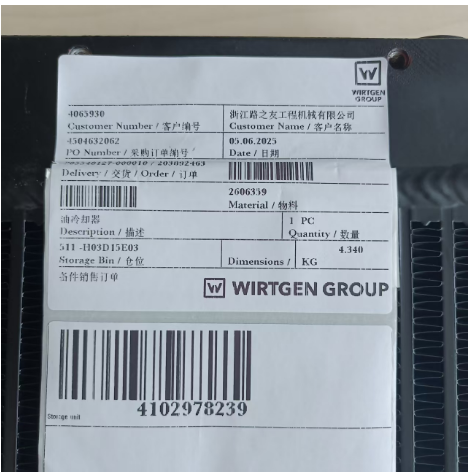 WIRTGEN
GROUP
4065930 浙江路之友工程机械有限公司
Customer Number / 客户编号 Customer Name / 客户名称
4504632062 05.06.2025
PO Number / 采购订单编号 Date / 日期
Delivery / 交货 / Order / 订单
2606359
Material / 物料
油冷却器 1 PC
Description / 描述 Quantity / 数量
511 -H03D15E03 4.340
Storage Bin / 仓位 Dimensions / KG
备件销售订单
WIRTGEN GROUP
4102978239
Storage unit